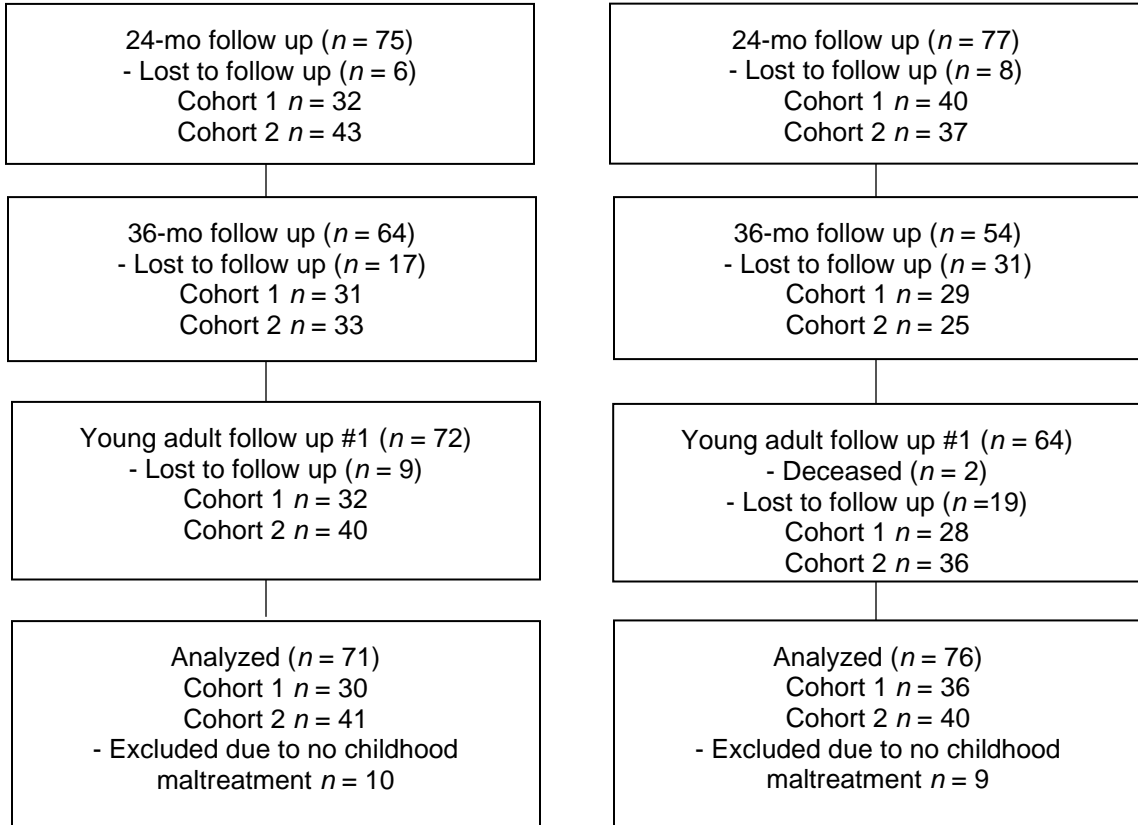 24-mo follow up (n = 75)
- Lost to follow up (n = 6)
Cohort 1 n = 32
Cohort 2 n = 43
24-mo follow up (n = 77)
- Lost to follow up (n = 8)
Cohort 1 n = 40
Cohort 2 n = 37
36-mo follow up (n = 64)
- Lost to follow up (n = 17)
Cohort 1 n = 31
Cohort 2 n = 33
36-mo follow up (n = 54)
- Lost to follow up (n = 31)
Cohort 1 n = 29
Cohort 2 n = 25
Young adult follow up #1 (n = 72)
- Lost to follow up (n = 9)
Cohort 1 n = 32
Cohort 2 n = 40
Young adult follow up #1 (n = 64)
- Deceased (n = 2)
- Lost to follow up (n =19)
Cohort 1 n = 28
Cohort 2 n = 36
Analyzed (n = 71)
Cohort 1 n = 30
Cohort 2 n = 41
- Excluded due to no childhood
maltreatment n = 10
Analyzed (n = 76)
Cohort 1 n = 36
Cohort 2 n = 40
- Excluded due to no childhood
maltreatment n = 9